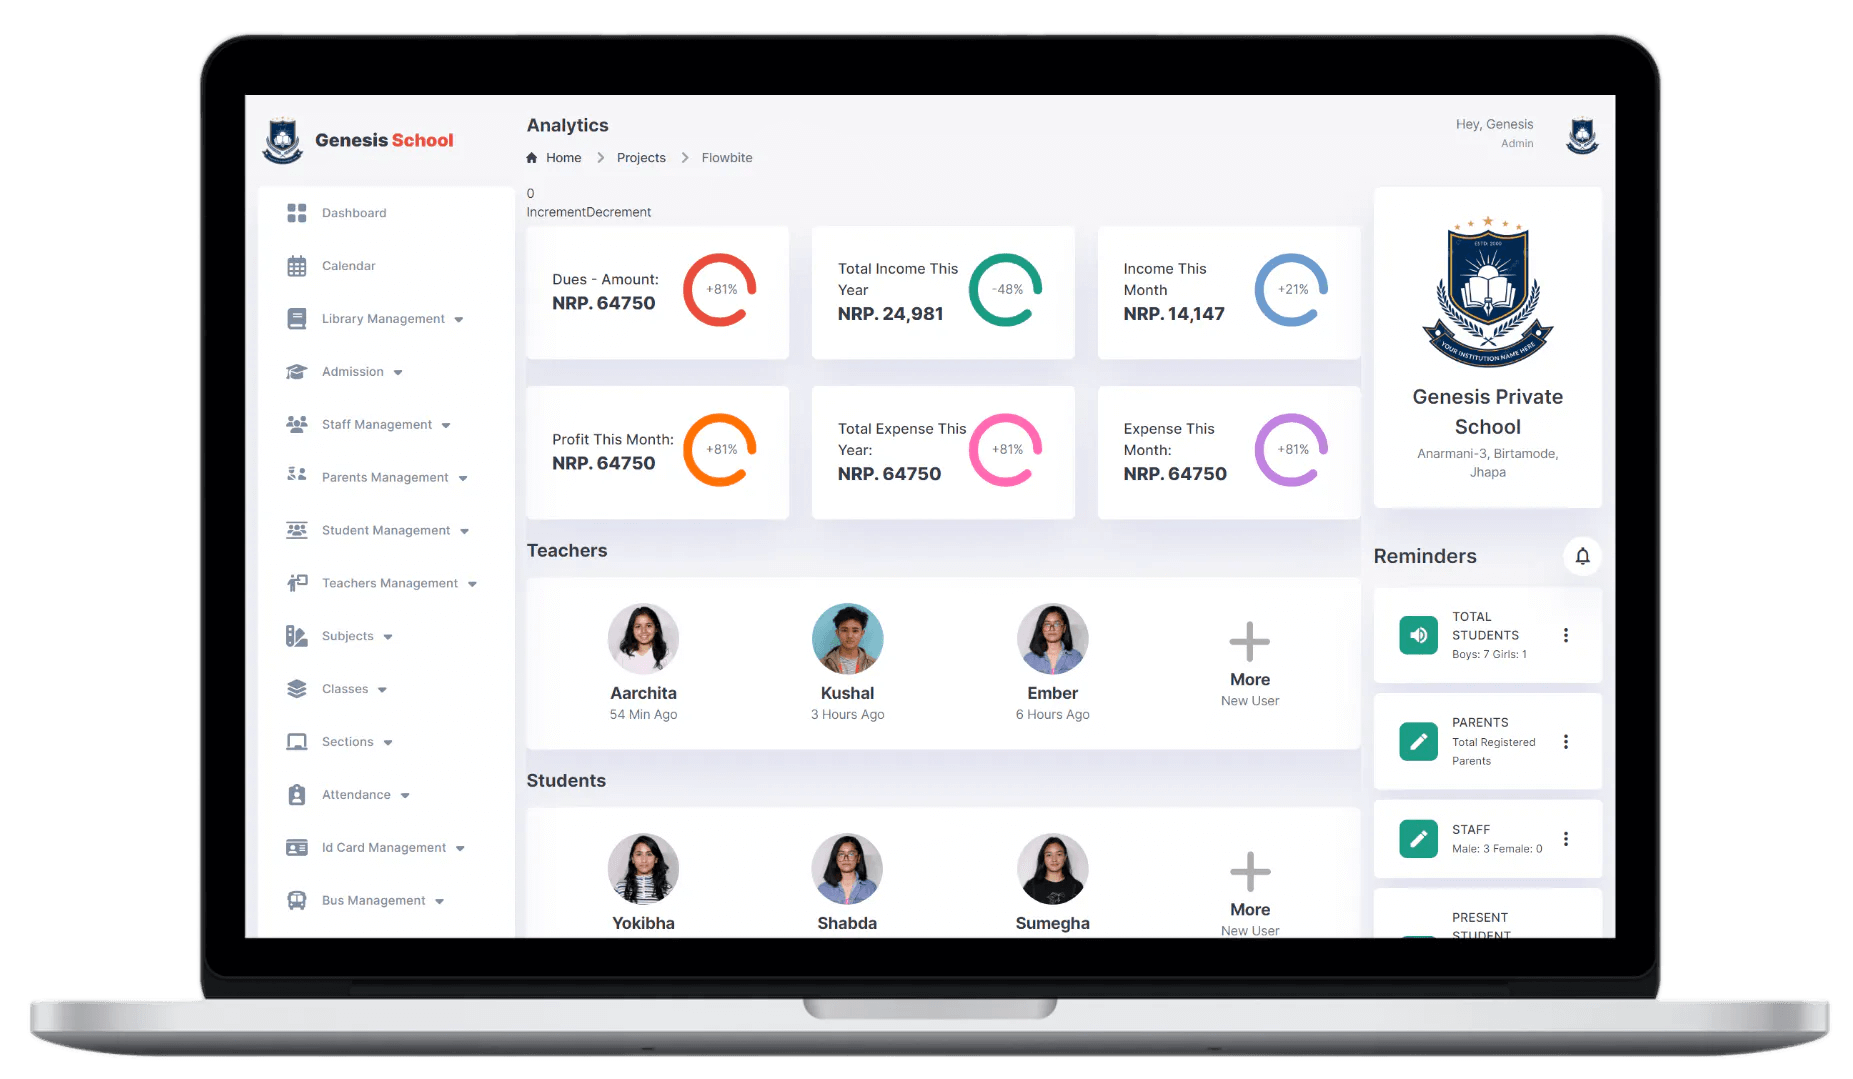 Genesis School
Analytics
Home
Projects
Flowbite
Hey, Genesis
Admin
Dashboard
Calendar
Library Management
Admission
Staff Management
Parents Management
Student Management
Teachers Management
Subjects
Classes
Sections
Attendance
Id Card Management
Bus Management
0
IncrementDecrement
Dues - Amount:
NRP. 64750
+81%
Total Income This
Year
NRP. 24,981
-48%
Income This
Month
NRP. 14,147
+21%
Profit This Month:
NRP. 64750
+81%
Total Expense This
Year:
NRP. 64750
+81%
Expense This
Month:
NRP. 64750
+81%
Teachers
Aarchita
54 Min Ago
Kushal
3 Hours Ago
Ember
6 Hours Ago
More
New User
Students
Yokibha
Shabda
Sumegha
More
New User
YOUR INSTITUTION NAME HERE
Genesis Private
School
Anarmani-3, Birtamode,
Jhapa
Reminders
TOTAL
STUDENTS
Boys: 7 Girls: 1
PARENTS
Total Registered
Parents
STAFF
Male: 3 Female: 0
PRESENT
STUDENT